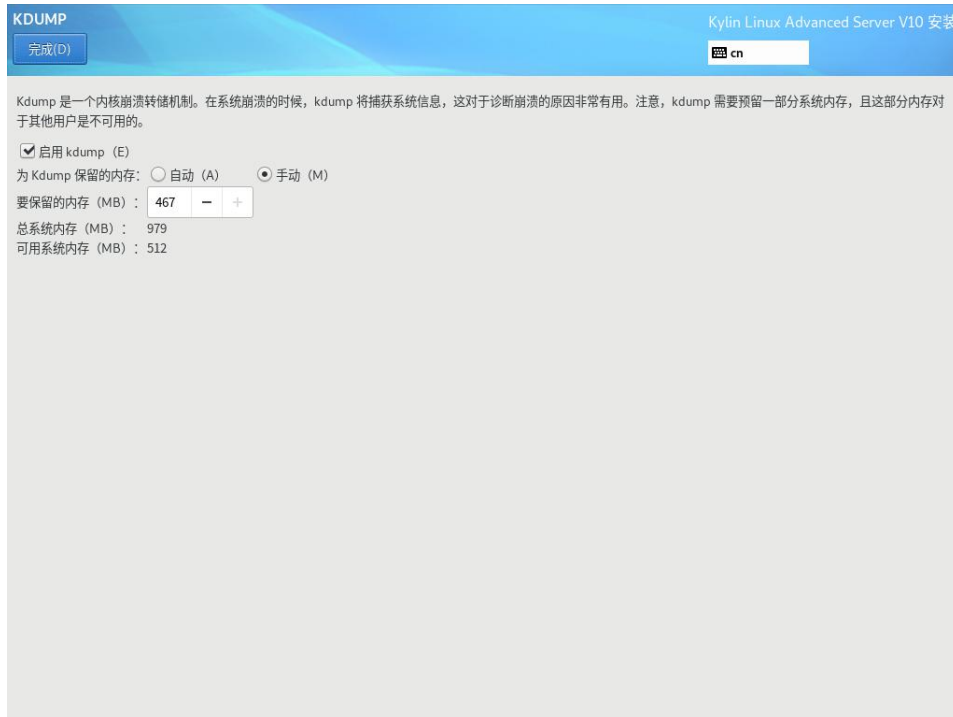 KDUMP
Kylin Linux Advanced Server V10 安装
完成(D)
cn
Kdump 是一个内核崩溃转储机制。在系统崩溃的时候，kdump 将捕获系统信息，这对于诊断崩溃的原因非常有用。注意，kdump 需要预留一部分系统内存，且这部分内存对
于其他用户是不可用的。
启用 kdump（E）
为 Kdump 保留的内存： 自动（A） 手动（M）
要保留的内存（MB）： 467 − +
总系统内存（MB）： 979
可用系统内存（MB）： 512